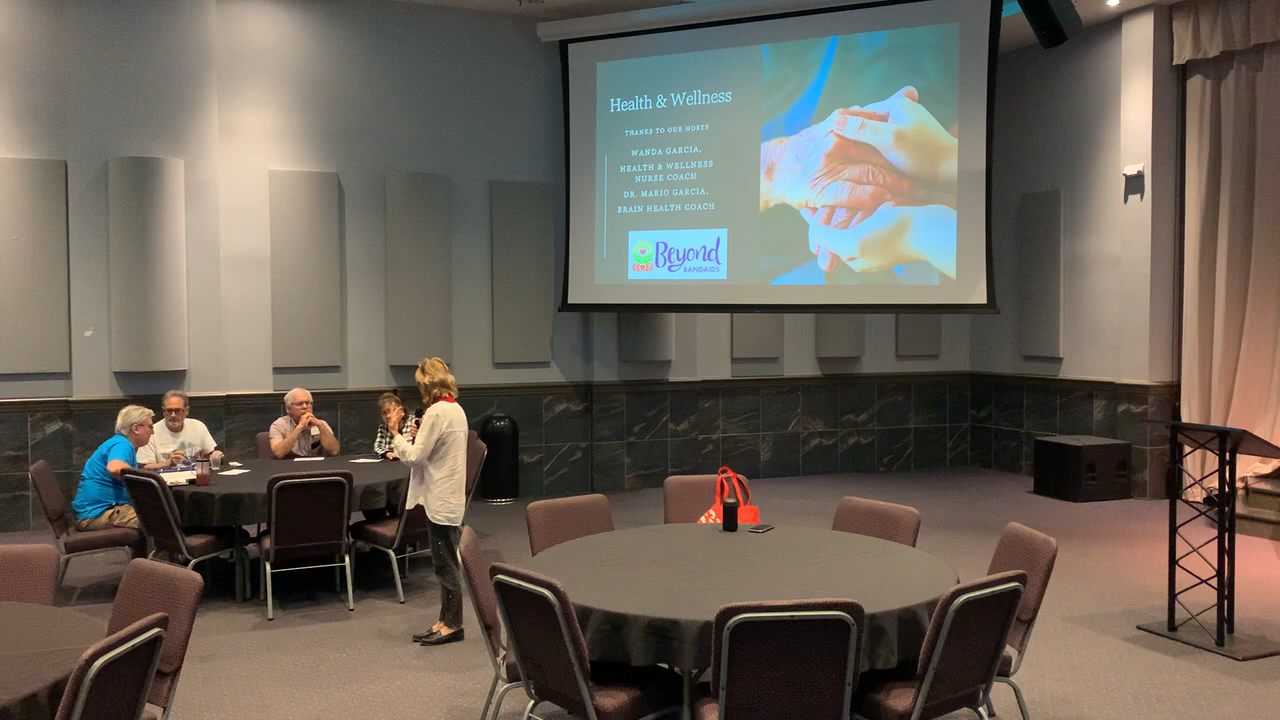 Health & Wellness
THANKS TO OUR HOSTS
WANDA GARCIA,
HEALTH & WELLNESS
NURSE COACH
DR. MARIO GARCIA,
BRAIN HEALTH COACH
Beyond
BANDAIDS